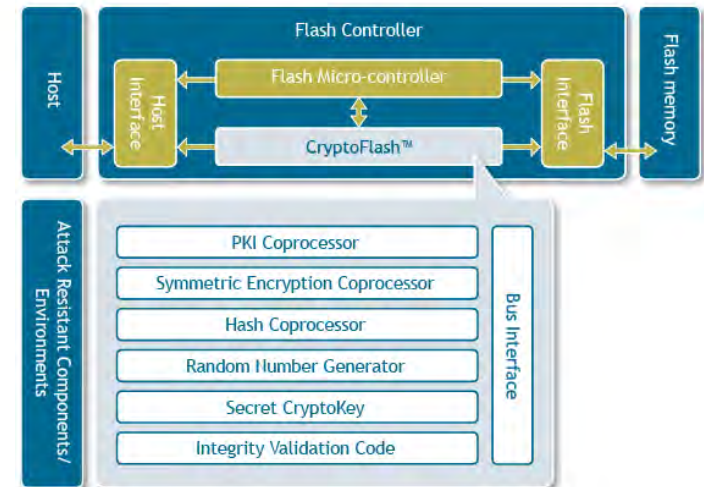 Flash Controller
Host
Host
Interface
Flash Micro-controller
CryptoFlash™
Flash
Interface
Flash memory
Attack Resistant Components/
Environments
PKI Coprocessor
Symmetric Encryption Coprocessor
Hash Coprocessor
Random Number Generator
Secret CryptoKey
Integrity Validation Code
Bus Interface